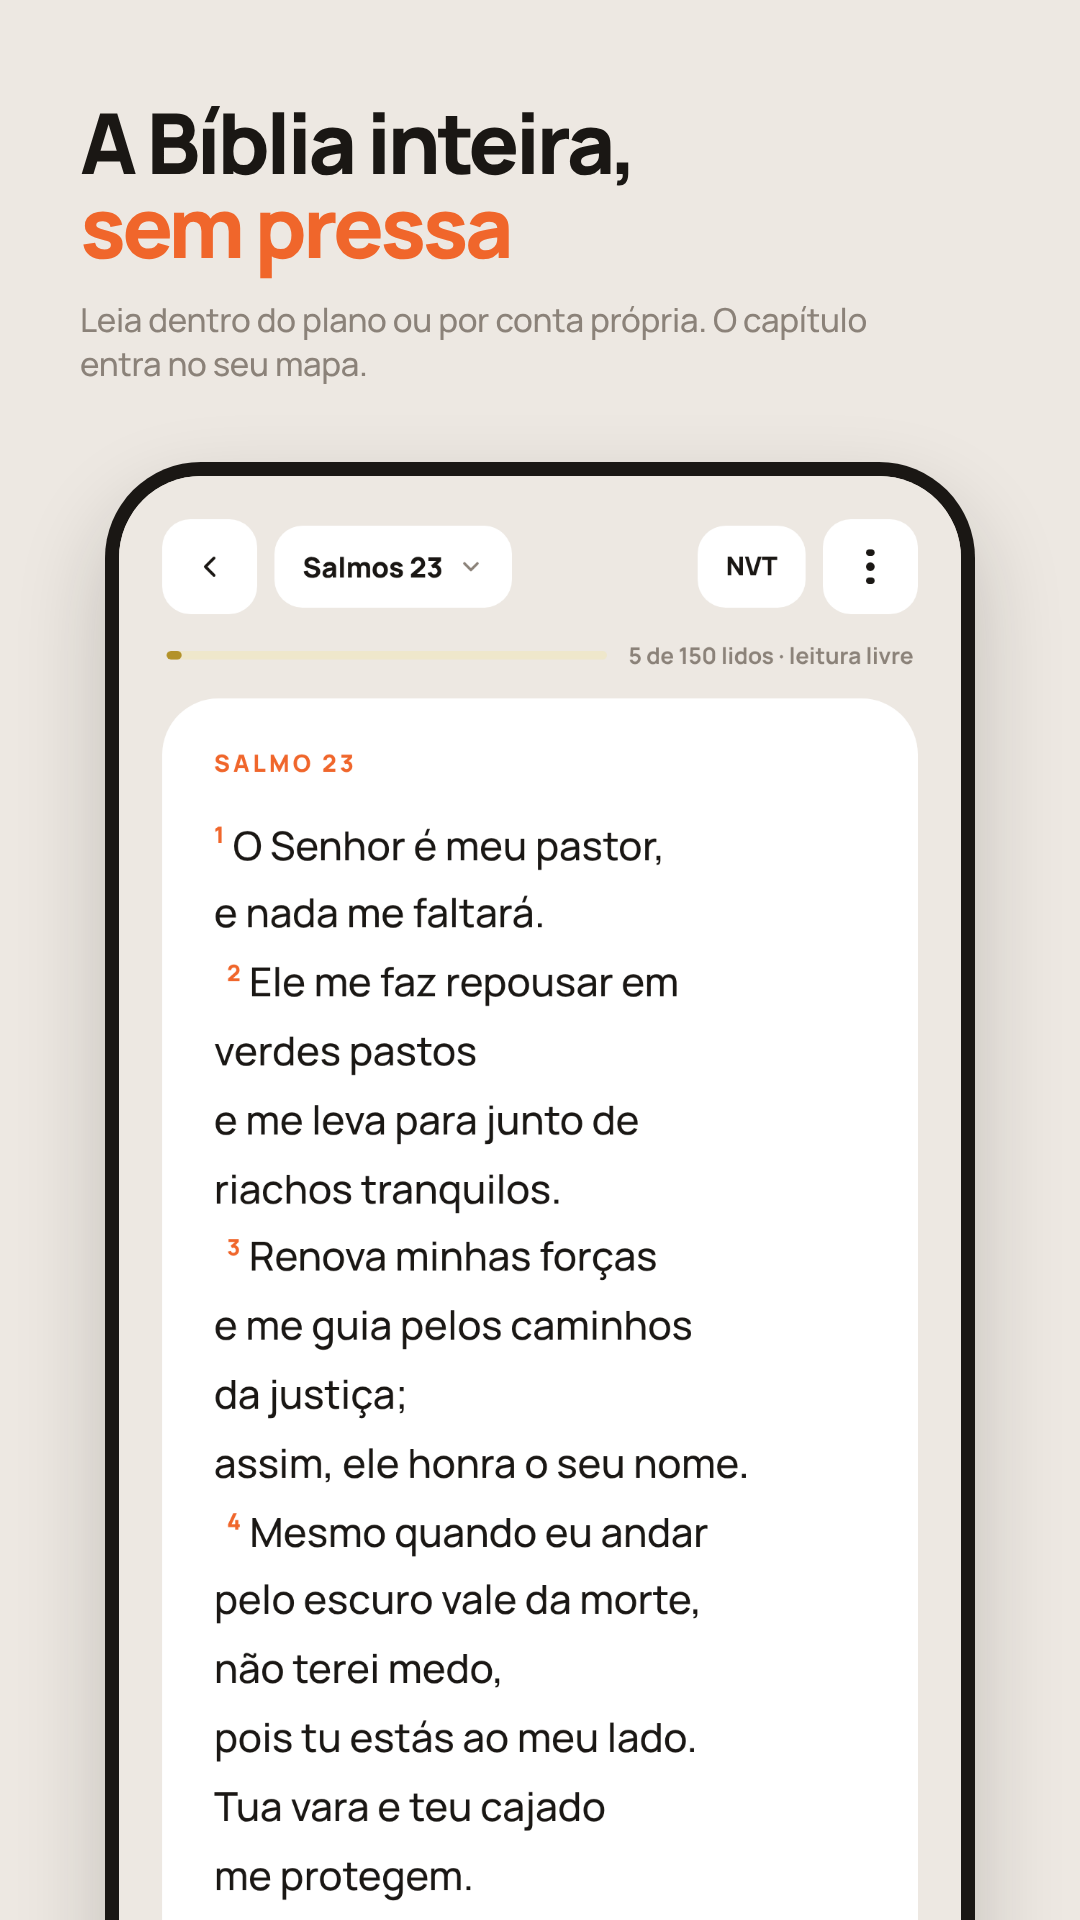 A Bíblia inteira,
sem pressa
Leia dentro do plano ou por conta própria. O capítulo
entra no seu mapa.
Salmos 23
NVT
5 de 150 lidos · leitura livre
SALMO 23
1 O Senhor é meu pastor,
e nada me faltará.
2 Ele me faz repousar em
verdes pastos
e me leva para junto de
riachos tranquilos.
3 Renova minhas forças
e me guia pelos caminhos
da justiça;
assim, ele honra o seu nome.
4 Mesmo quando eu andar
pelo escuro vale da morte,
não terei medo,
pois tu estás ao meu lado.
Tua vara e teu cajado
me protegem.